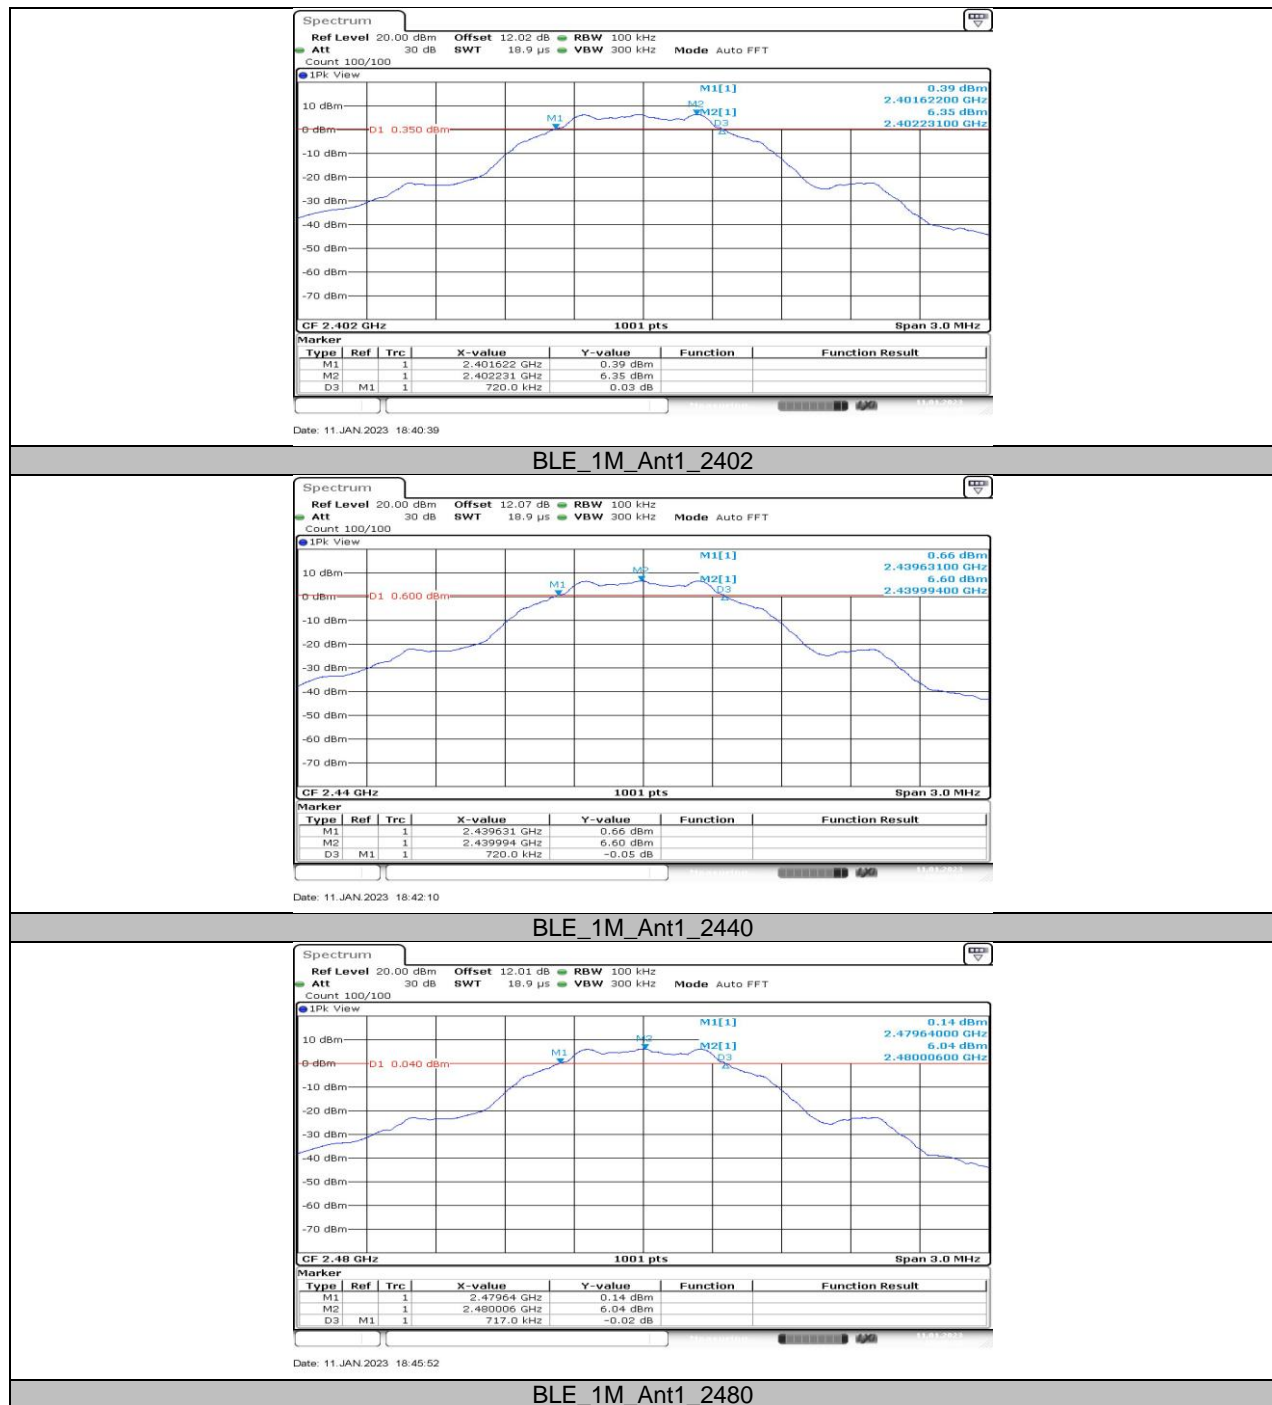 Spectrum
Ref Level 20.00 dBm Offset 12.02 dB RBW 100 kHz
Att 30 dB SWT 18.9 µs VBW 300 kHz Mode Auto FFT
Count 100/100
1Pk View
M1[1] 0.39 dBm
2.40162200 GHz
M2[1] 6.35 dBm
2.40223100 GHz
M1
M2
D3
10 dBm
0 dBm
D1 0.350 dBm
-10 dBm
-20 dBm
-30 dBm
-40 dBm
-50 dBm
-60 dBm
-70 dBm
CF 2.402 GHz 1001 pts Span 3.0 MHz
Marker
Type Ref Trc X-value Y-value Function Function Result
M1 1 2.401622 GHz 0.39 dBm
M2 1 2.402231 GHz 6.35 dBm
D3 M1 1 720.0 kHz 0.03 dB
Date: 11.JAN.2023 18:40:39
BLE_1M_Ant1_2402
Spectrum
Ref Level 20.00 dBm Offset 12.07 dB RBW 100 kHz
Att 30 dB SWT 18.9 µs VBW 300 kHz Mode Auto FFT
Count 100/100
1Pk View
M1[1] 0.66 dBm
2.43963100 GHz
M2[1] 6.60 dBm
2.43999400 GHz
M1
M2
D3
10 dBm
0 dBm
D1 0.600 dBm
-10 dBm
-20 dBm
-30 dBm
-40 dBm
-50 dBm
-60 dBm
-70 dBm
CF 2.44 GHz 1001 pts Span 3.0 MHz
Marker
Type Ref Trc X-value Y-value Function Function Result
M1 1 2.439631 GHz 0.66 dBm
M2 1 2.439994 GHz 6.60 dBm
D3 M1 1 720.0 kHz -0.05 dB
Date: 11.JAN.2023 18:42:10
BLE_1M_Ant1_2440
Spectrum
Ref Level 20.00 dBm Offset 12.01 dB RBW 100 kHz
Att 30 dB SWT 18.9 µs VBW 300 kHz Mode Auto FFT
Count 100/100
1Pk View
M1[1] 0.14 dBm
2.47964000 GHz
M2[1] 6.04 dBm
2.48000600 GHz
M1
M2
D3
10 dBm
0 dBm
D1 0.040 dBm
-10 dBm
-20 dBm
-30 dBm
-40 dBm
-50 dBm
-60 dBm
-70 dBm
CF 2.48 GHz 1001 pts Span 3.0 MHz
Marker
Type Ref Trc X-value Y-value Function Function Result
M1 1 2.47964 GHz 0.14 dBm
M2 1 2.480006 GHz 6.04 dBm
D3 M1 1 717.0 kHz -0.02 dB
Date: 11.JAN.2023 18:45:52
BLE_1M_Ant1_2480